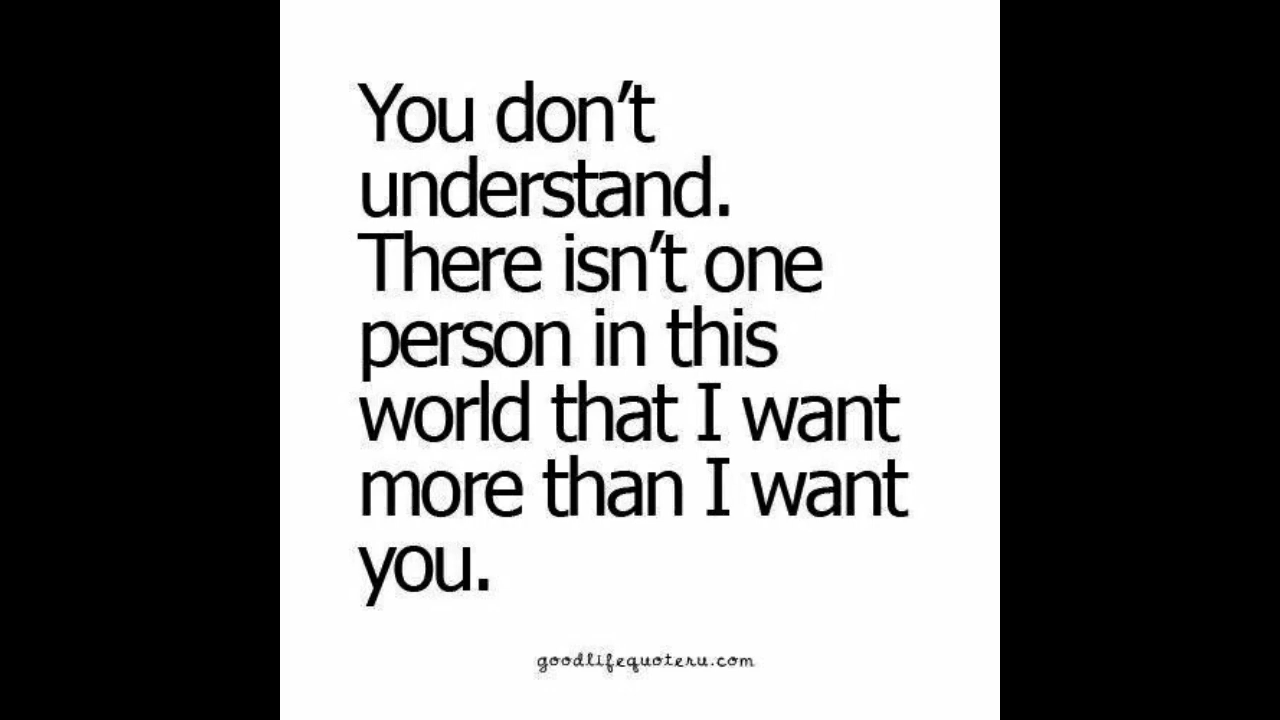 You don’t
understand.
There isn’t one
person in this
world that I want
more than I want
you.
goodlifequoteru.com